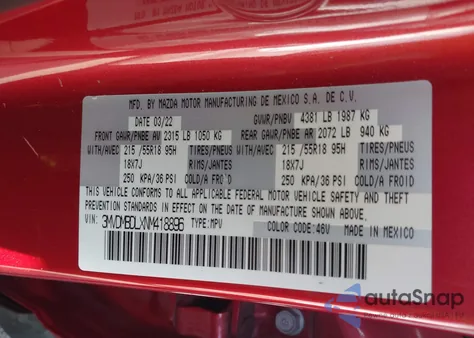 MFD. BY MAZDA MOTOR MANUFACTURING DE MEXICO S.A. DE C.V.
DATE 03/22 GVWR/PNBV 4381 LB 1987 KG
FRONT GAWR/PNBE AV 2315 LB 1050 KG REAR GAWR/PNBE AR 2072 LB 940 KG
WITH/AVEC 215 /55R18 95H TIRES/PNEUS WITH/AVEC 215 /55R18 95H TIRES/PNEUS
18X7J RIMS/JANTES 18X7J RIMS/JANTES
250 KPA/36 PSI COLD/A FROID 250 KPA/36 PSI COLD/A FROID
THIS VEHICLE CONFORMS TO ALL APPLICABLE FEDERAL MOTOR VEHICLE SAFETY AND THEFT
PREVENTION STANDARDS IN EFFECT ON THE DATE OF MANUFACTURE SHOWN ABOVE.
VIN: 3MVDMBDLXNM418896 TYPE: MPV
COLOR CODE: 46V MADE IN MEXICO
autoSnap